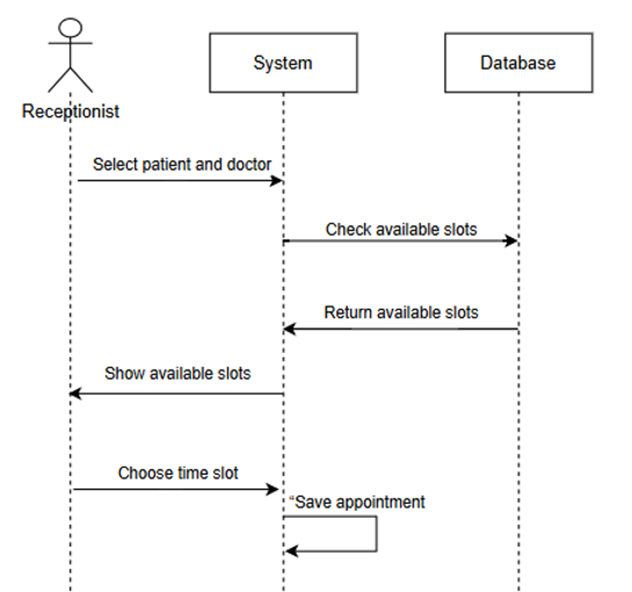 System
Database
Receptionist
Select patient and doctor
Check available slots
Return available slots
Show available slots
Choose time slot
“Save appointment